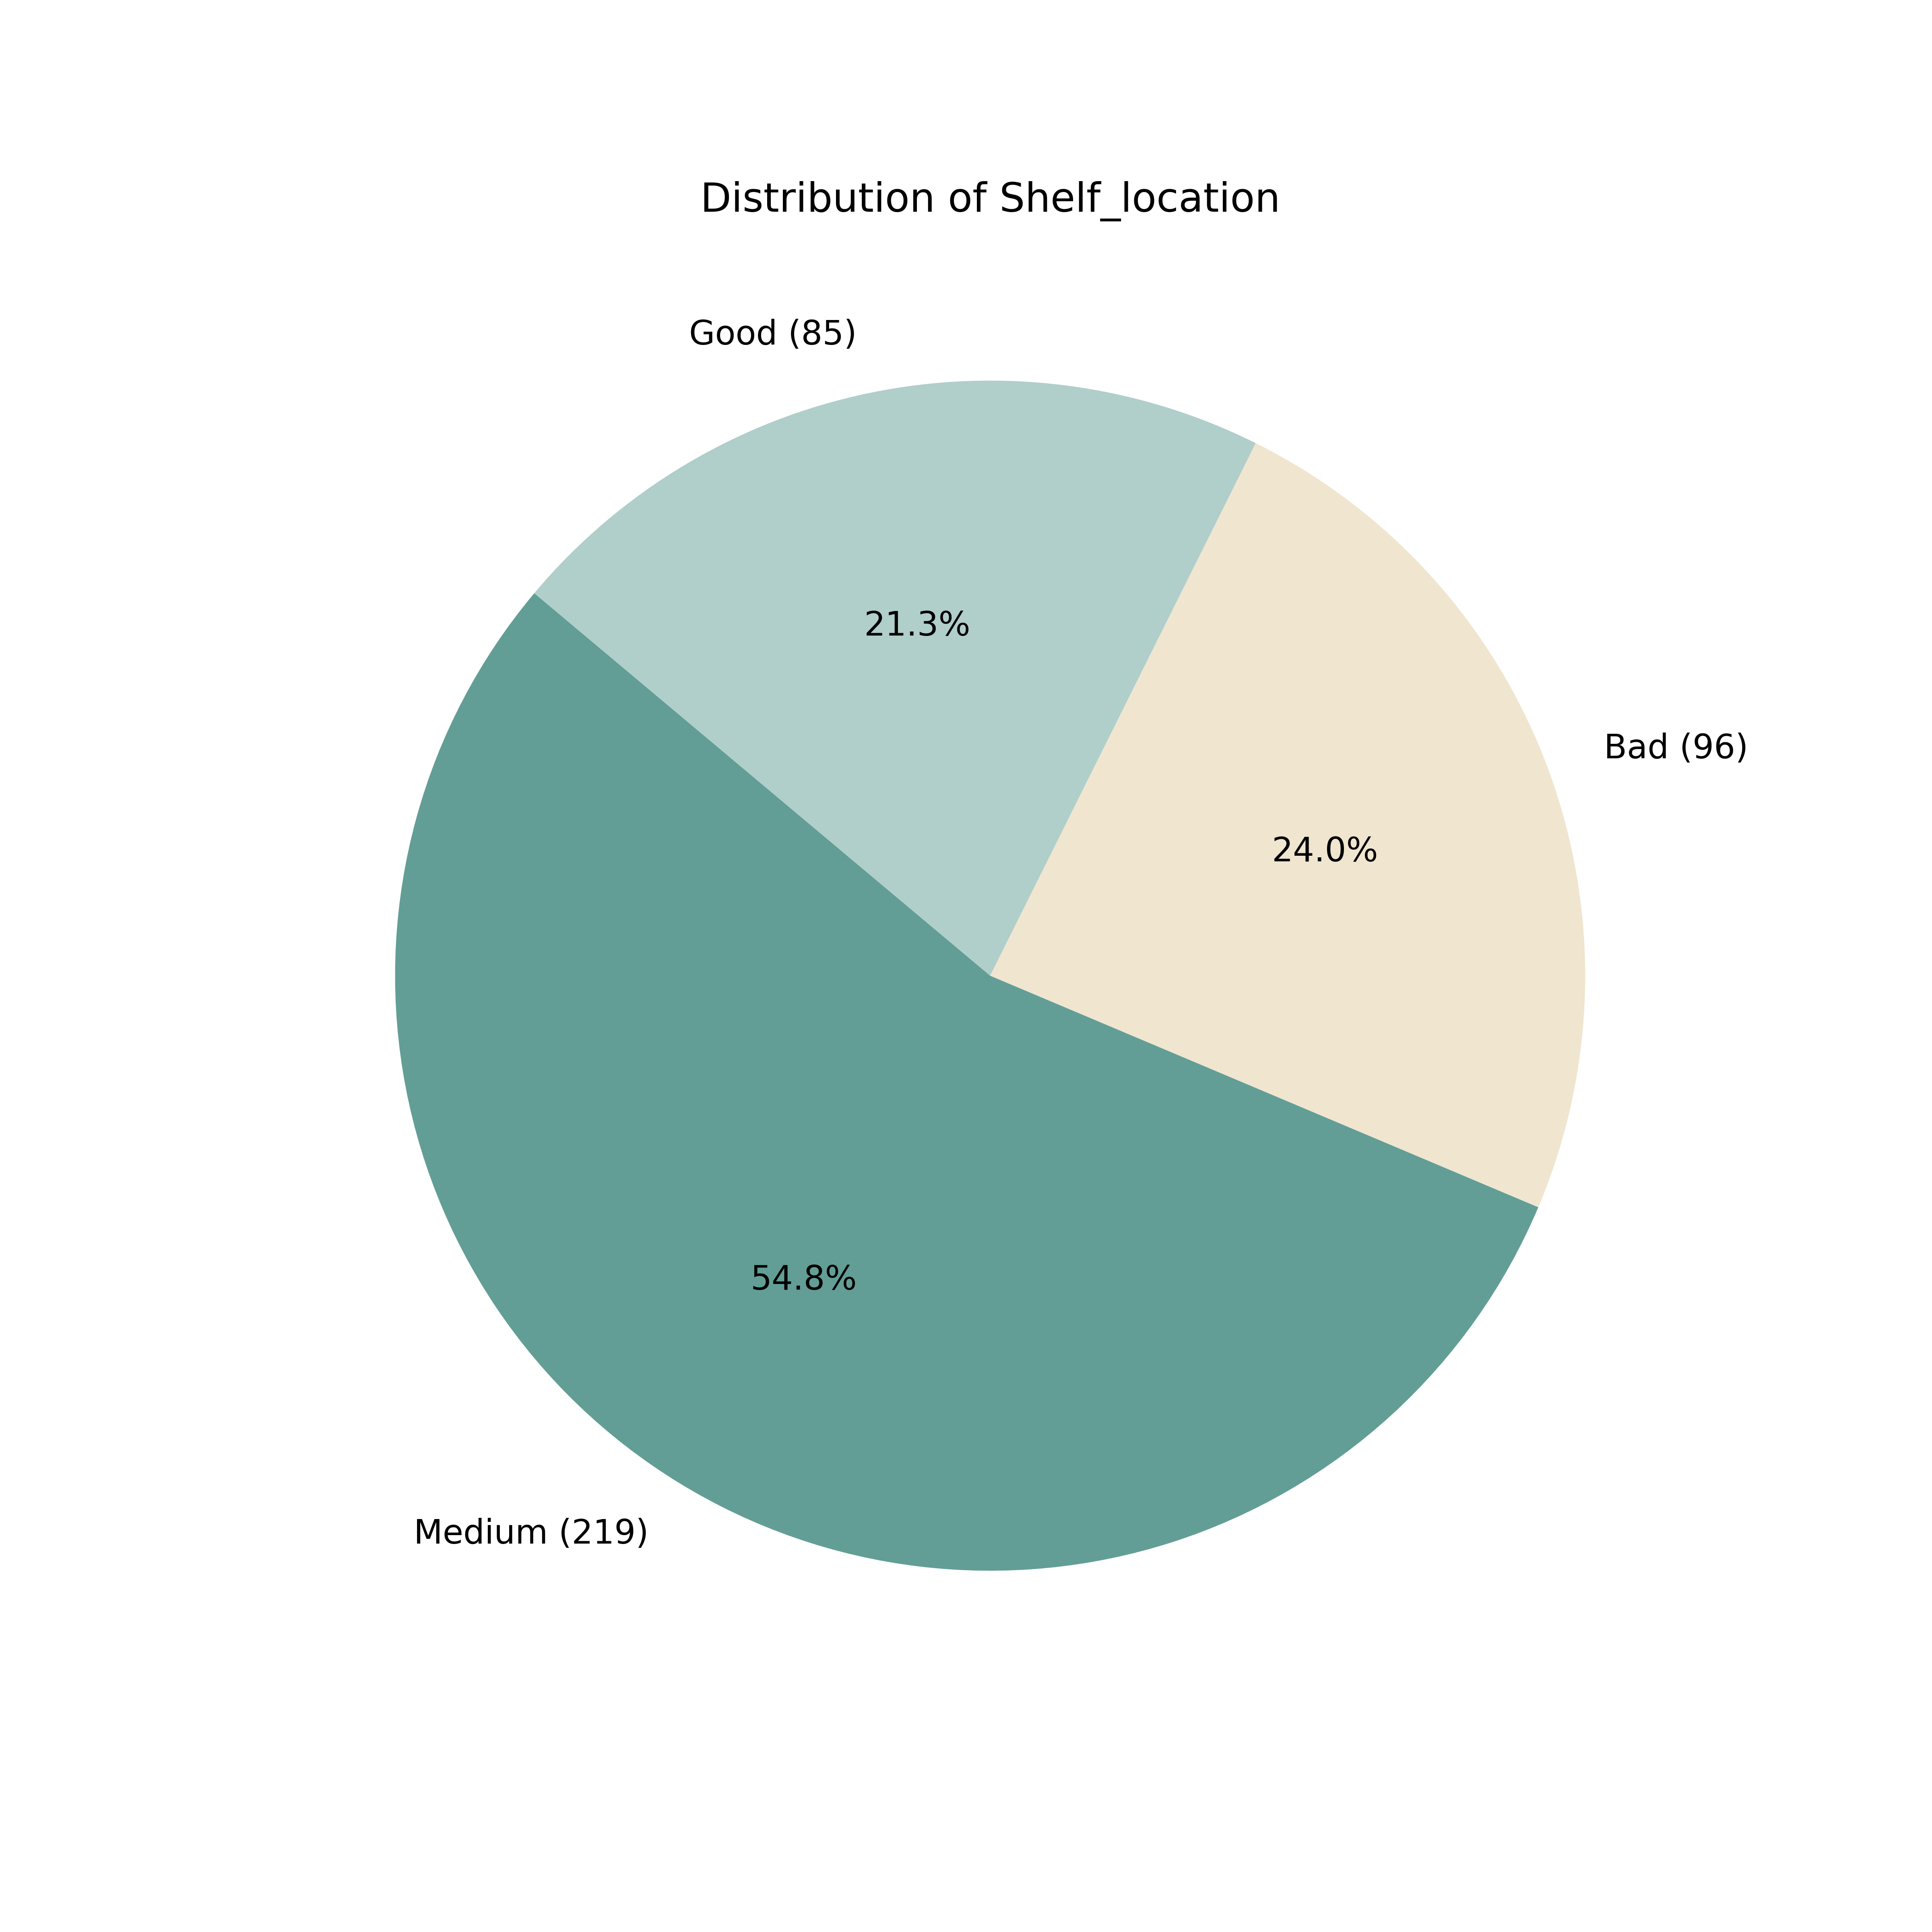 Distribution of Shelf_location
Good (85)
21.3%
Bad (96)
24.0%
54.8%
Medium (219)